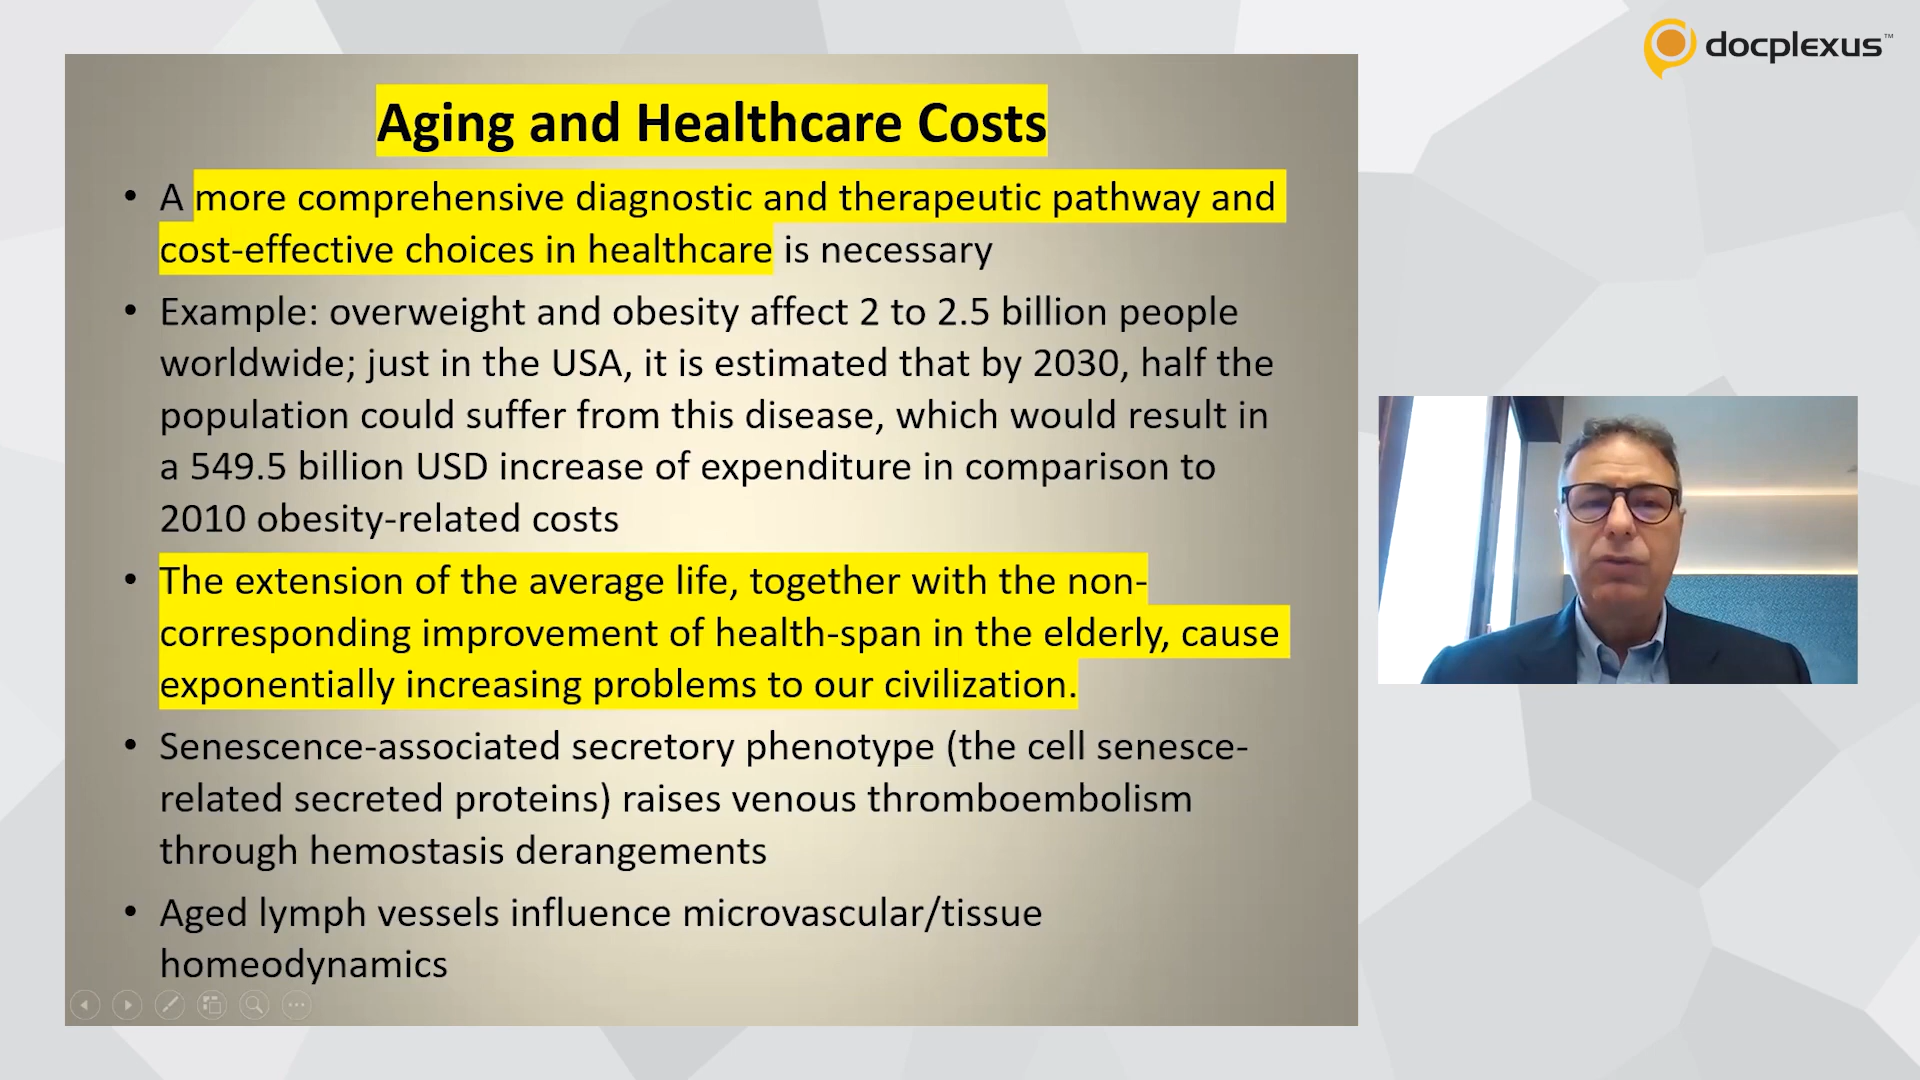 docplexus™
Aging and Healthcare Costs
• A more comprehensive diagnostic and therapeutic pathway and
cost-effective choices in healthcare is necessary
• Example: overweight and obesity affect 2 to 2.5 billion people
worldwide; just in the USA, it is estimated that by 2030, half the
population could suffer from this disease, which would result in
a 549.5 billion USD increase of expenditure in comparison to
2010 obesity-related costs
• The extension of the average life, together with the non-
corresponding improvement of health-span in the elderly, cause
exponentially increasing problems to our civilization.
• Senescence-associated secretory phenotype (the cell senesce-
related secreted proteins) raises venous thromboembolism
through hemostasis derangements
• Aged lymph vessels influence microvascular/tissue
homeodynamics